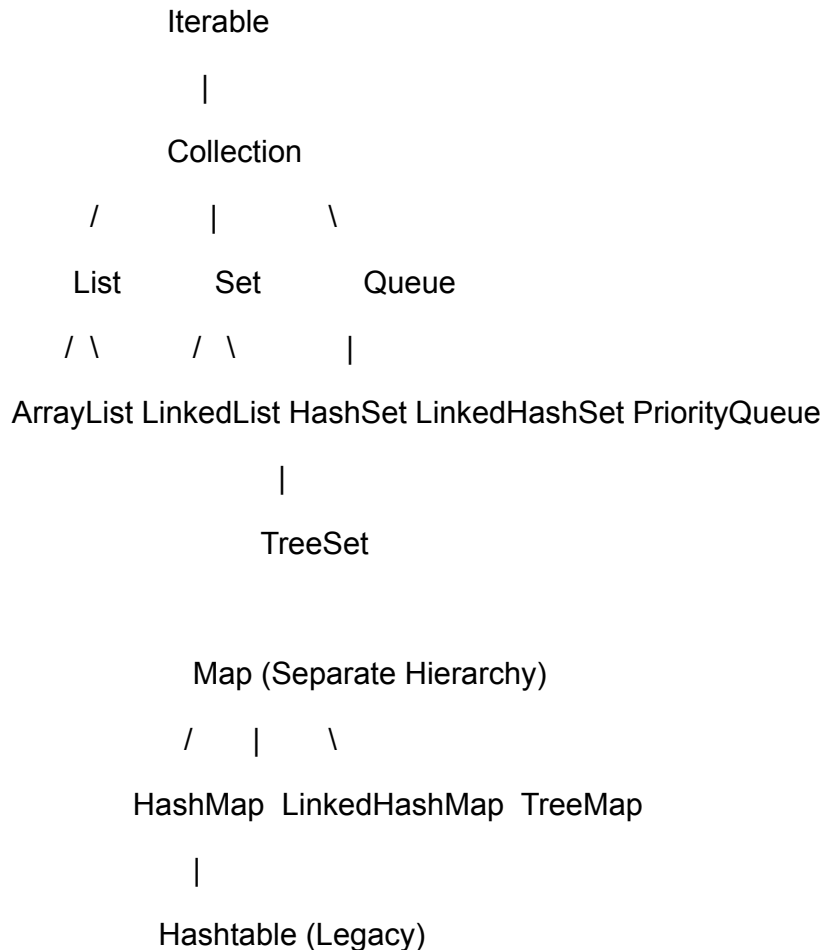 Iterable
|
Collection
/ | \
List Set Queue
/ \ / \ |
ArrayList LinkedList HashSet LinkedHashSet PriorityQueue
|
TreeSet
Map (Separate Hierarchy)
/ | \
HashMap LinkedHashMap TreeMap
|
Hashtable (Legacy)